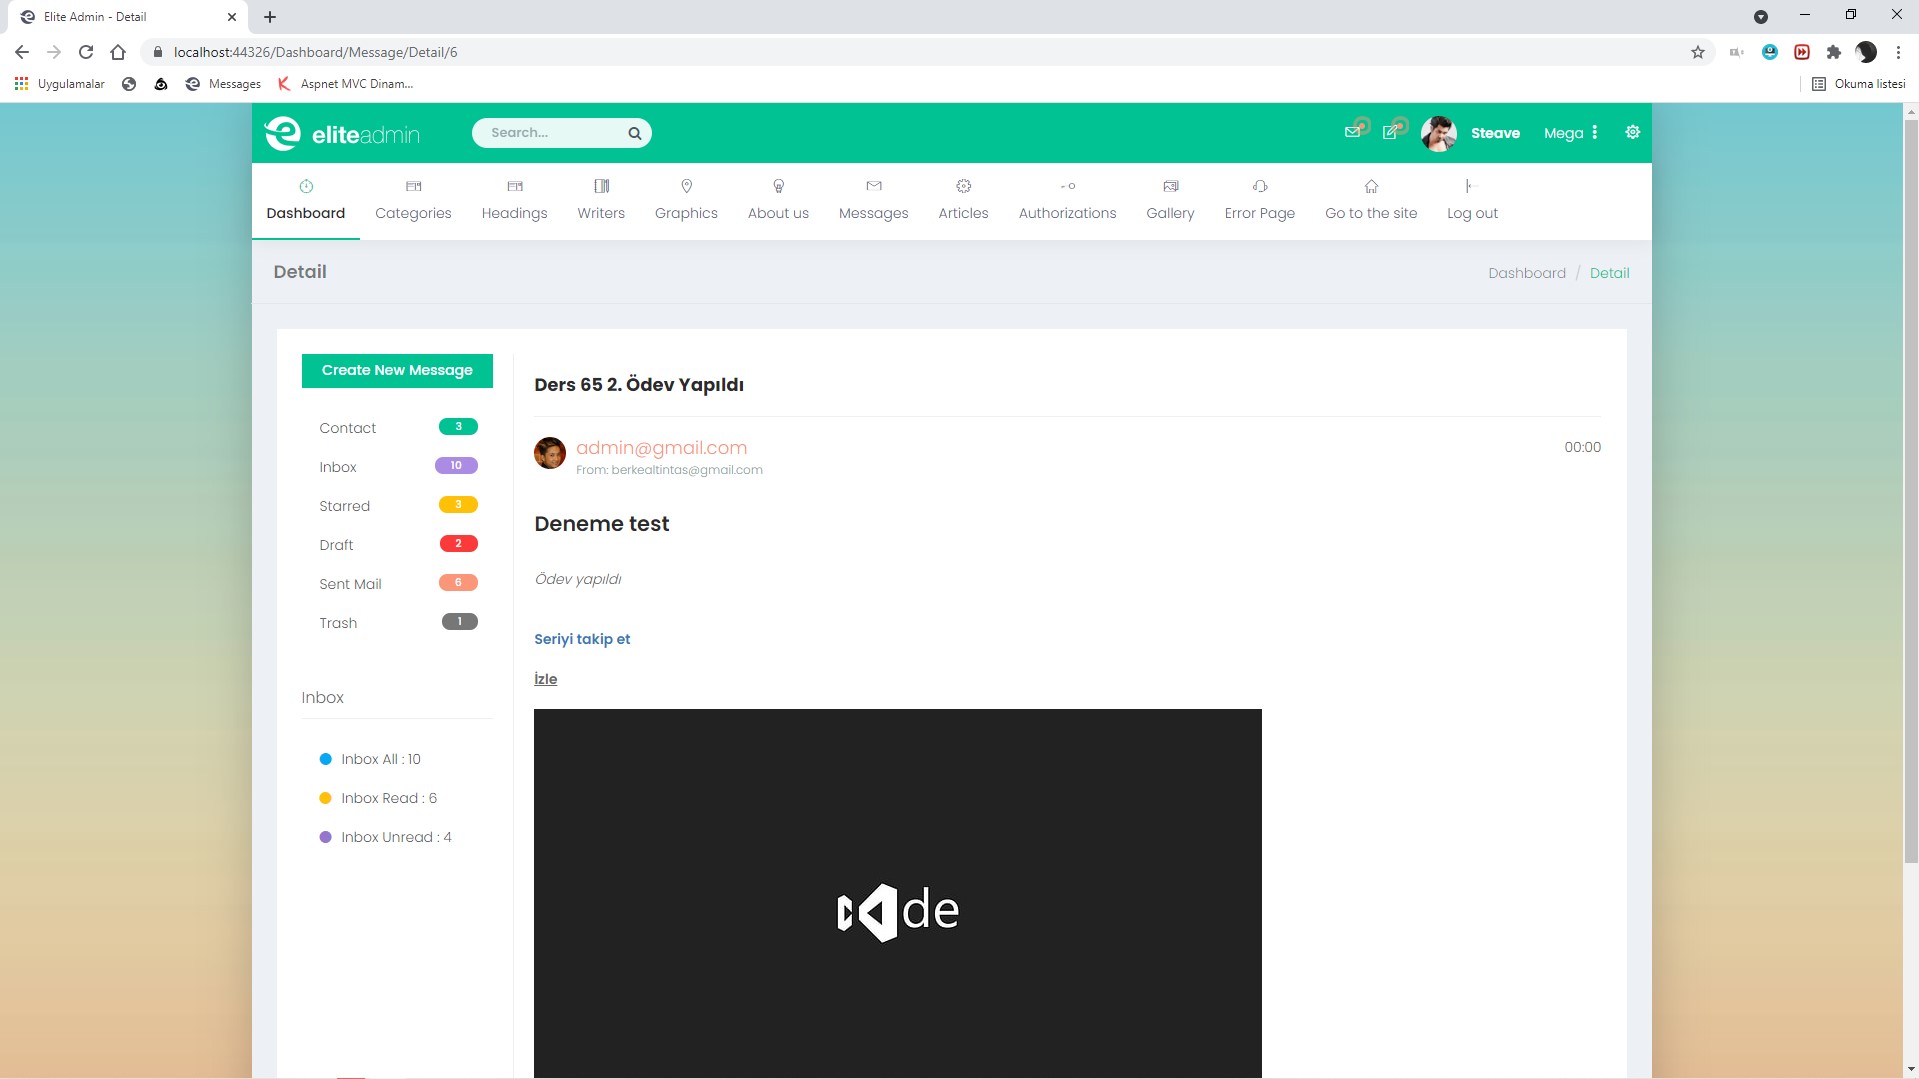 Elite Admin - Detail
localhost:44326/Dashboard/Message/Detail/6
Uygulamalar
Messages
Aspnet MVC Dinam...
Okuma listesi
eliteadmin
Search...
Steave
Mega
Dashboard
Categories
Headings
Writers
Graphics
About us
Messages
Articles
Authorizations
Gallery
Error Page
Go to the site
Log out
Detail
Dashboard / Detail
Create New Message
Contact 3
Inbox 10
Starred 3
Draft 2
Sent Mail 6
Trash 1
Inbox
Inbox All : 10
Inbox Read : 6
Inbox Unread : 4
Ders 65 2. Ödev Yapıldı
admin@gmail.com
00:00
From: berkealtintas@gmail.com
Deneme test
Ödev yapıldı
Seriyi takip et
İzle
de